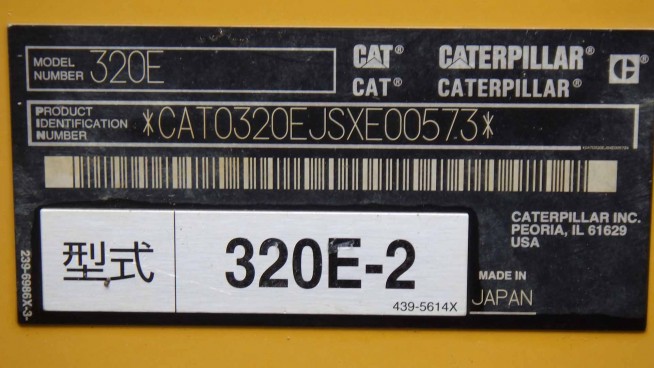 MODEL NUMBER 320E
CAT® CATERPILLAR®
CAT® CATERPILLAR®
PRODUCT IDENTIFICATION NUMBER *CAT0320EJSXE00573*
CATERPILLAR INC.
PEORIA, IL 61629
USA
型式 320E-2
439-5614X
MADE IN
JAPAN
239-6986X-3-